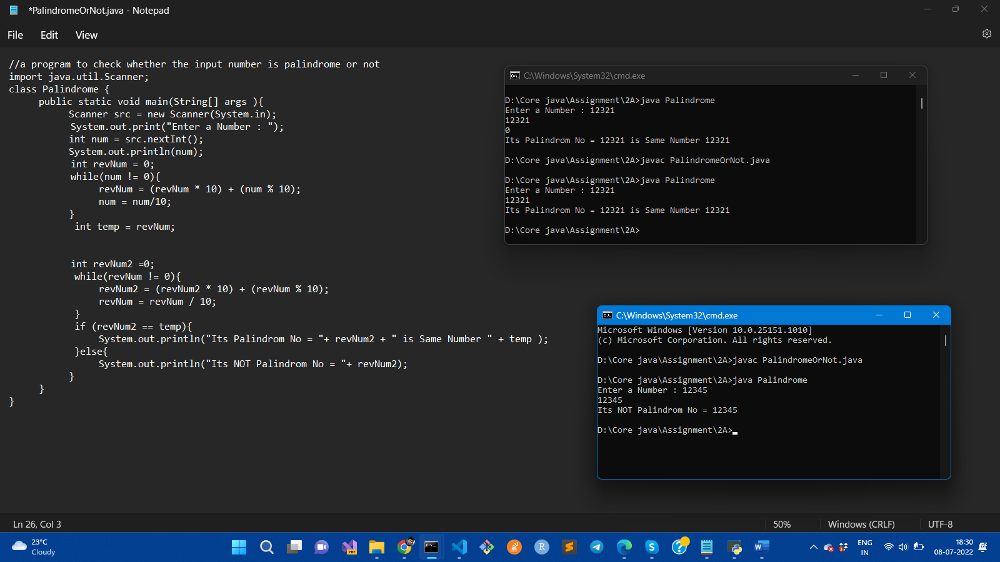 *PalindromeOrNot.java - Notepad
File Edit View
//a program to check whether the input number is palindrome or not
import java.util.Scanner;
class Palindrome {
public static void main(String[] args ){
Scanner src = new Scanner(System.in);
System.out.print("Enter a Number : ");
int num = src.nextInt();
System.out.println(num);
int revNum = 0;
while(num != 0){
revNum = (revNum * 10) + (num % 10);
num = num/10;
}
int temp = revNum;
int revNum2 =0;
while(revNum != 0){
revNum2 = (revNum2 * 10) + (revNum % 10);
revNum = revNum / 10;
}
if (revNum2 == temp){
System.out.println("Its Palindrom No = "+ revNum2 + " is Same Number " + temp );
}else{
System.out.println("Its NOT Palindrom No = "+ revNum2);
}
}
}
C:\Windows\System32\cmd.exe
D:\Core java\Assignment\2A>java Palindrome
Enter a Number : 12321
12321
0
Its Palindrom No = 12321 is Same Number 12321
D:\Core java\Assignment\2A>javac PalindromeOrNot.java
D:\Core java\Assignment\2A>java Palindrome
Enter a Number : 12321
12321
Its Palindrom No = 12321 is Same Number 12321
D:\Core java\Assignment\2A>
C:\Windows\System32\cmd.exe
Microsoft Windows [Version 10.0.25151.1010]
(c) Microsoft Corporation. All rights reserved.
D:\Core java\Assignment\2A>javac PalindromeOrNot.java
D:\Core java\Assignment\2A>java Palindrome
Enter a Number : 12345
12345
Its NOT Palindrom No = 12345
D:\Core java\Assignment\2A>
Ln 26, Col 3
50%
Windows (CRLF)
UTF-8
23°C
Cloudy
PRE
R
S
?
W
ENG
IN
18:30
08-07-2022